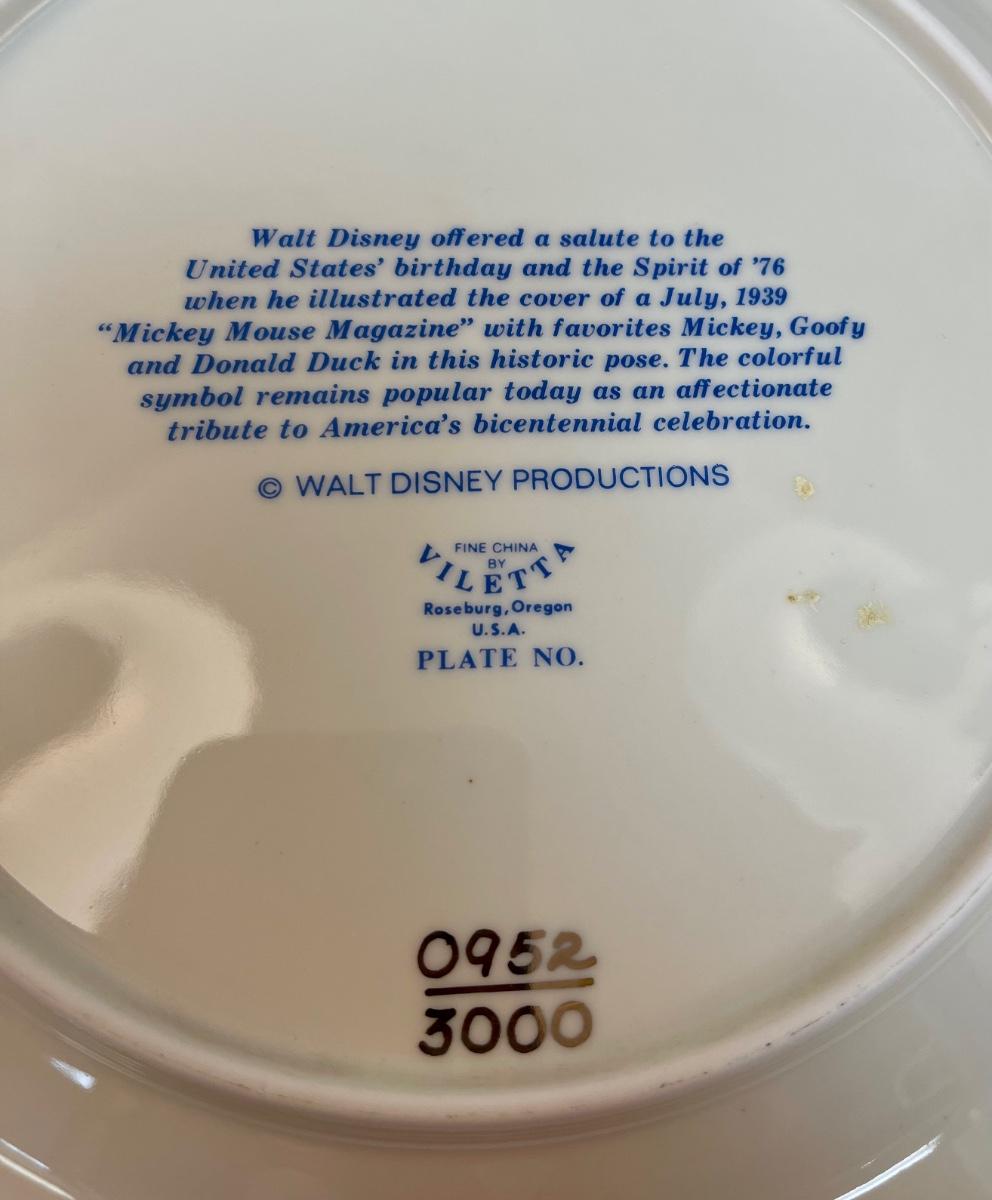 Walt Disney offered a salute to the
United States' birthday and the Spirit of '76
when he illustrated the cover of a July, 1939
“Mickey Mouse Magazine” with favorites Mickey, Goofy
and Donald Duck in this historic pose. The colorful
symbol remains popular today as an affectionate
tribute to America's bicentennial celebration.
© WALT DISNEY PRODUCTIONS
FINE CHINA
BY
VILETTA
Roseburg, Oregon
U.S.A.
PLATE NO.
0952
3000